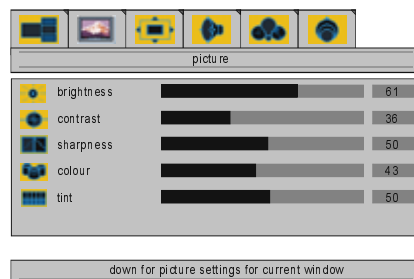 picture
brightness 61
contrast 36
sharpness 50
colour 43
tint 50
down for picture settings for current window